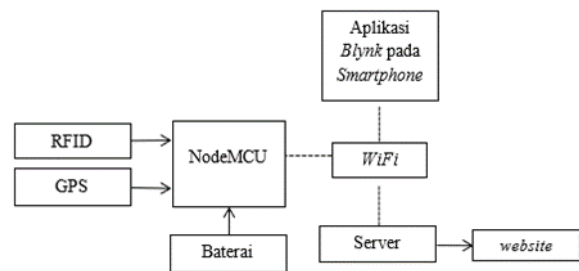 Aplikasi
Blynk pada
Smartphone
RFID
NodeMCU
WiFi
GPS
Baterai
Server
website